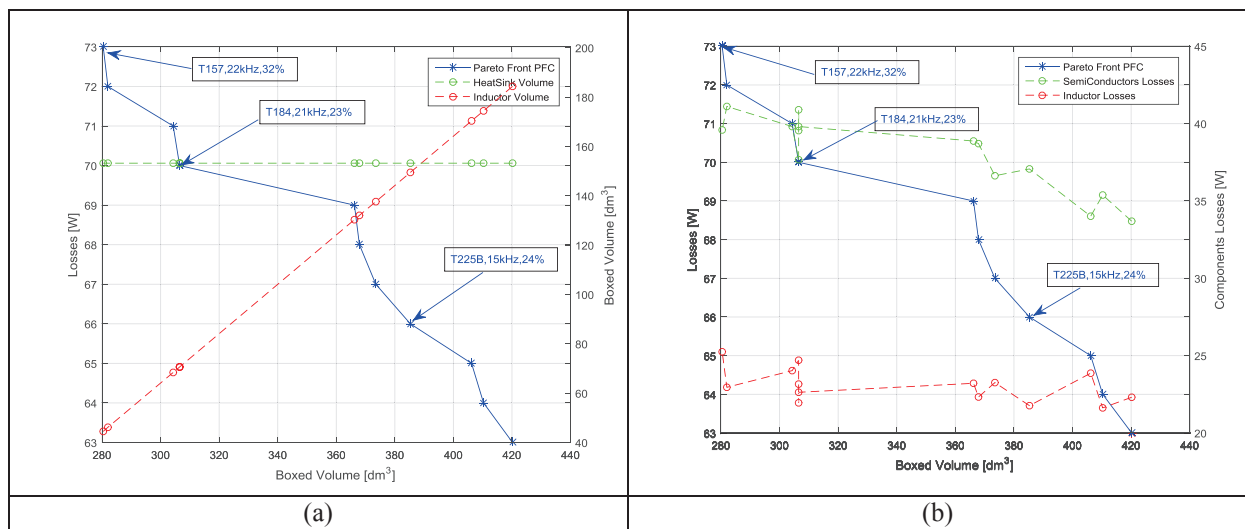 73
72
71
70
69
68
67
66
65
64
63
Losses [W]
200
180
160
140
120
100
80
60
40
Boxed Volume [dm³]
280 300 320 340 360 380 400 420 440
Boxed Volume [dm³]
T157,22kHz,32%
T184,21kHz,23%
T225B,15kHz,24%
Pareto Front PFC
HeatSink Volume
Inductor Volume
(a)
73
72
71
70
69
68
67
66
65
64
63
Losses [W]
45
40
35
30
25
20
Components Losses [W]
280 300 320 340 360 380 400 420 440
Boxed Volume [dm³]
T157,22kHz,32%
T184,21kHz,23%
T225B,15kHz,24%
Pareto Front PFC
SemiConductors Losses
Inductor Losses
(b)